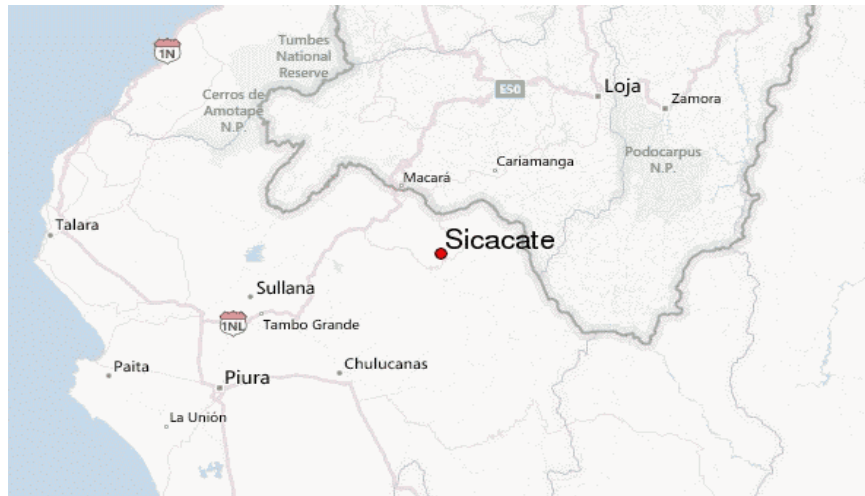 Tumbes
National
Reserve
1N
Cerros de
Amotape
N.P.
E50
Loja
Zamora
Podocarpus
N.P.
Cariamanga
Macará
Talara
Sicacate
Sullana
1NL
Tambo Grande
Paita
Piura
Chulucanas
La Unión